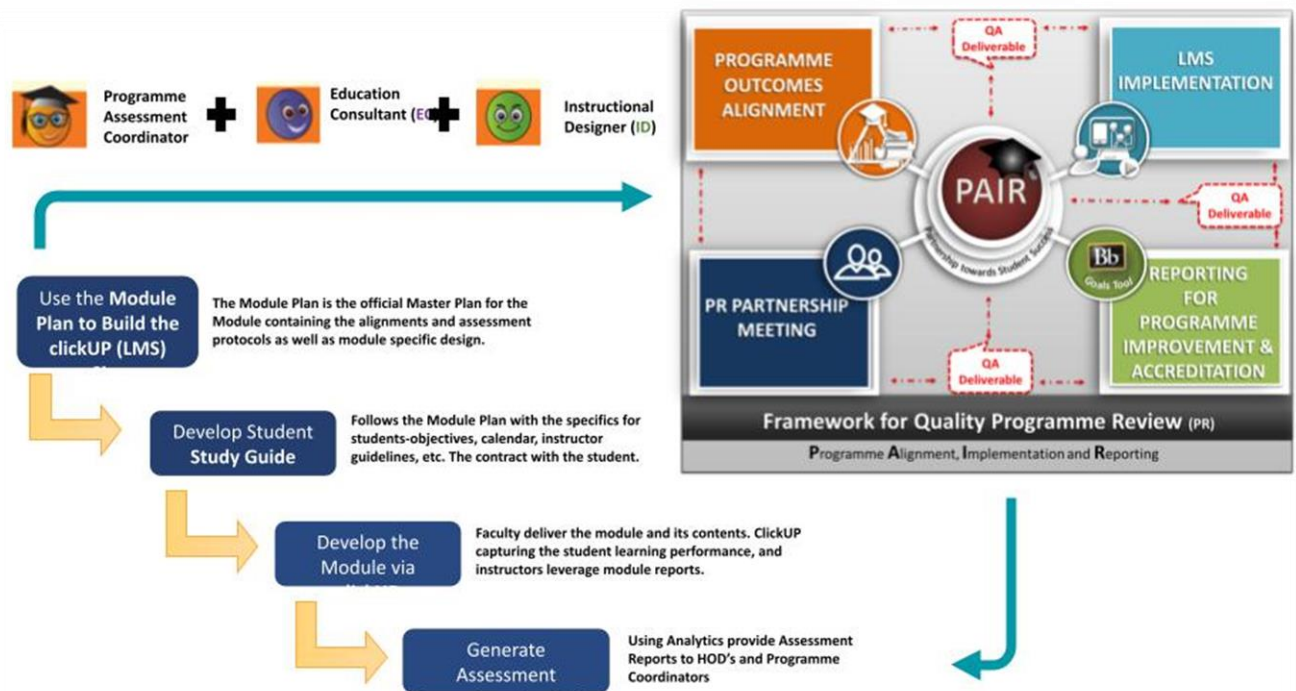 Programme
Assessment
Coordinator
Education
Consultant (E
Instructional
Designer (ID)
PROGRAMME
OUTCOMES
ALIGNMENT
QA
Deliverable
LMS
IMPLEMENTATION
PAIR
Partnership towards Student Success
QA
Deliverable
PR PARTNERSHIP
MEETING
Bb
Goals Tool
REPORTING
FOR
PROGRAMME
IMPROVEMENT &
ACCREDITATION
QA
Deliverable
Framework for Quality Programme Review (PR)
Programme Alignment, Implementation and Reporting
Use the Module
Plan to Build the
clickUP (LMS)
The Module Plan is the official Master Plan for the
Module containing the alignments and assessment
protocols as well as module specific design.
Develop Student
Study Guide
Follows the Module Plan with the specifics for
students-objectives, calendar, instructor
guidelines, etc. The contract with the student.
Develop the
Module via
Faculty deliver the module and its contents. ClickUP
capturing the student learning performance, and
instructors leverage module reports.
Generate
Assessment
Using Analytics provide Assessment
Reports to HOD's and Programme
Coordinators